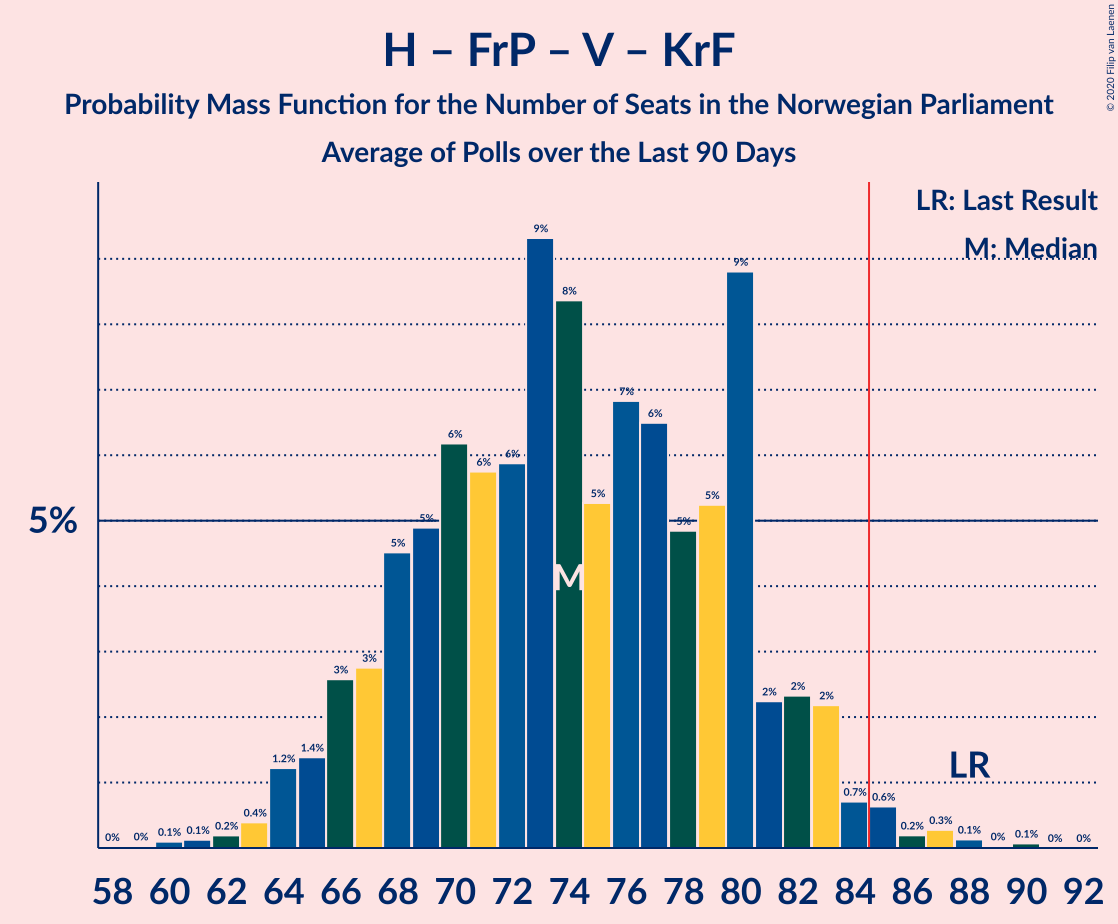 H – FrP – V – KrF
Probability Mass Function for the Number of Seats in the Norwegian Parliament
Average of Polls over the Last 90 Days
© 2020 Filip van Laenen
LR: Last Result
M: Median
5%
0% 0% 0.1% 0.1% 0.2% 0.4% 1.2% 1.4% 3% 3% 5% 5% 6% 6% 6% 9% 8% 5% 7% 6% 5% 5% 9% 2% 2% 2% 0.7% 0.6% 0.2% 0.3% 0.1% 0% 0.1% 0% 0%
M
LR
58 60 62 64 66 68 70 72 74 76 78 80 82 84 86 88 90 92